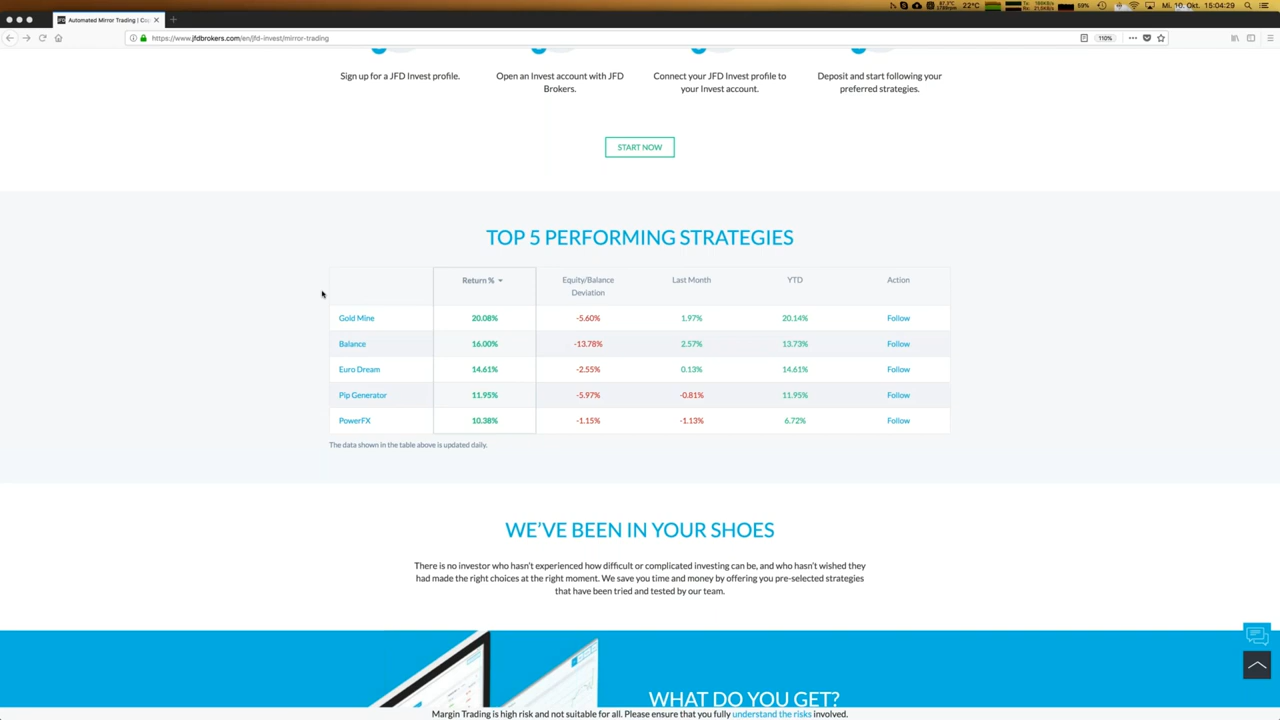 Automated Mirror Trading | Co
22°C
59%
Mi. 10. Okt. 15:04:29
https://www.jfdbrokers.com/en/jfd-invest/mirror-trading
110%
Sign up for a JFD Invest profile.
Open an Invest account with JFD
Brokers.
Connect your JFD Invest profile to
your Invest account.
Deposit and start following your
preferred strategies.
START NOW
TOP 5 PERFORMING STRATEGIES
Return % Equity/Balance Deviation Last Month YTD Action
Gold Mine 20.08% -5.60% 1.97% 20.14% Follow
Balance 16.00% -13.78% 2.57% 13.73% Follow
Euro Dream 14.61% -2.55% 0.13% 14.61% Follow
Pip Generator 11.95% -5.97% -0.81% 11.95% Follow
PowerFX 10.38% -1.15% -1.13% 6.72% Follow
The data shown in the table above is updated daily.
WE'VE BEEN IN YOUR SHOES
There is no investor who hasn't experienced how difficult or complicated investing can be, and who hasn't wished they
had made the right choices at the right moment. We save you time and money by offering you pre-selected strategies
that have been tried and tested by our team.
WHAT DO YOU GET?
Margin Trading is high risk and not suitable for all. Please ensure that you fully understand the risks involved.